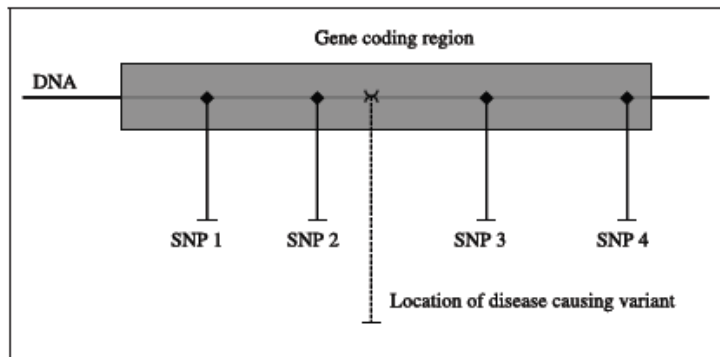 Gene coding region
DNA
SNP 1 SNP 2 SNP 3 SNP 4
Location of disease causing variant